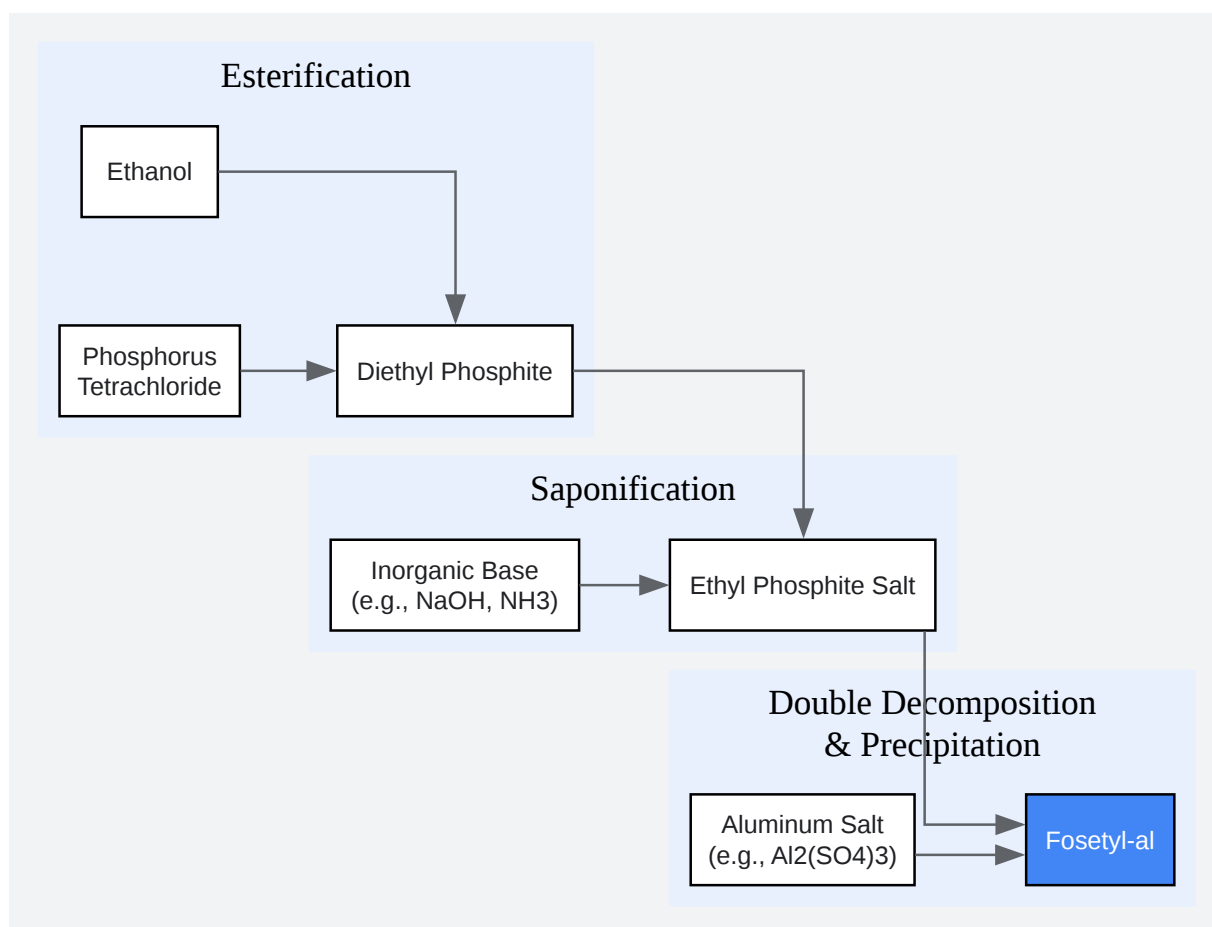 Esterification
Ethanol
Phosphorus
Tetrachloride
Diethyl Phosphite
Saponification
Inorganic Base
(e.g., NaOH, NH3)
Ethyl Phosphite Salt
Double Decomposition
& Precipitation
Aluminum Salt
(e.g., Al2(SO4)3)
Fosetyl-al